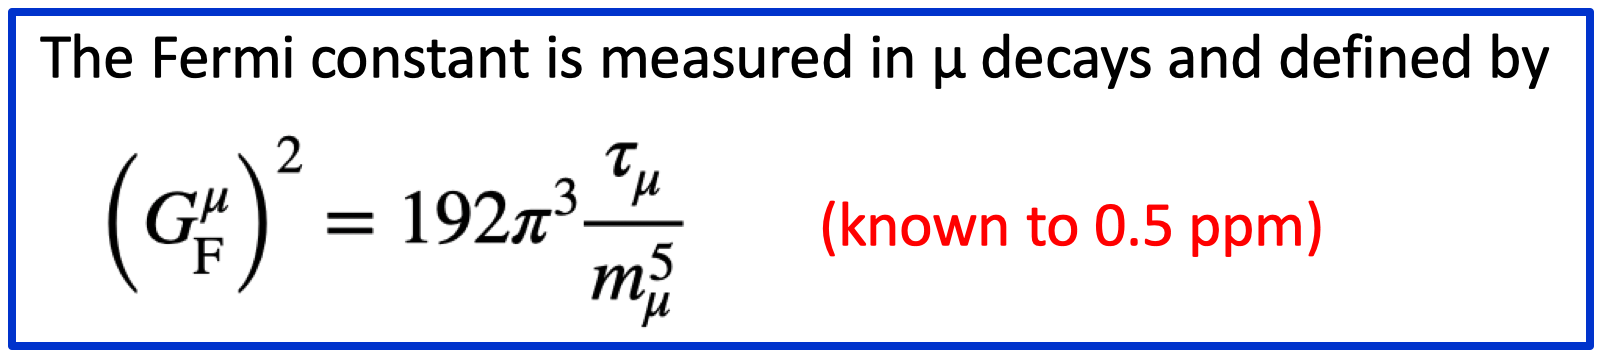 The Fermi constant is measured in μ decays and defined by
(G_F^μ)^2 = 192π^3 τ_μ / m_μ^5 (known to 0.5 ppm)